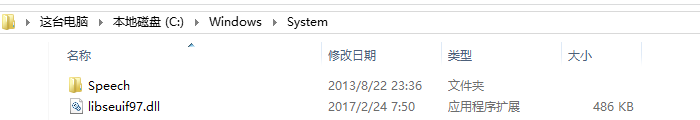 这台电脑 本地磁盘 (C:) Windows System
名称 修改日期 类型 大小
Speech 2013/8/22 23:36 文件夹
libseuif97.dll 2017/2/24 7:50 应用程序扩展 486 KB